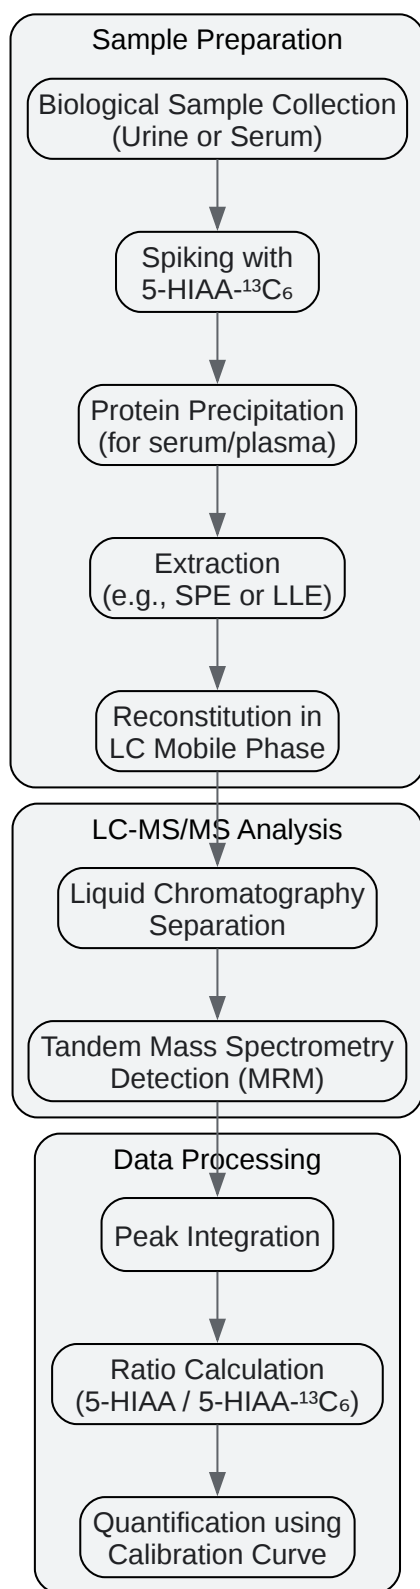 Sample Preparation
Biological Sample Collection
(Urine or Serum)
Spiking with
5-HIAA-¹³C₆
Protein Precipitation
(for serum/plasma)
Extraction
(e.g., SPE or LLE)
Reconstitution in
LC Mobile Phase
LC-MS/MS Analysis
Liquid Chromatography
Separation
Tandem Mass Spectrometry
Detection (MRM)
Data Processing
Peak Integration
Ratio Calculation
(5-HIAA / 5-HIAA-¹³C₆)
Quantification using
Calibration Curve